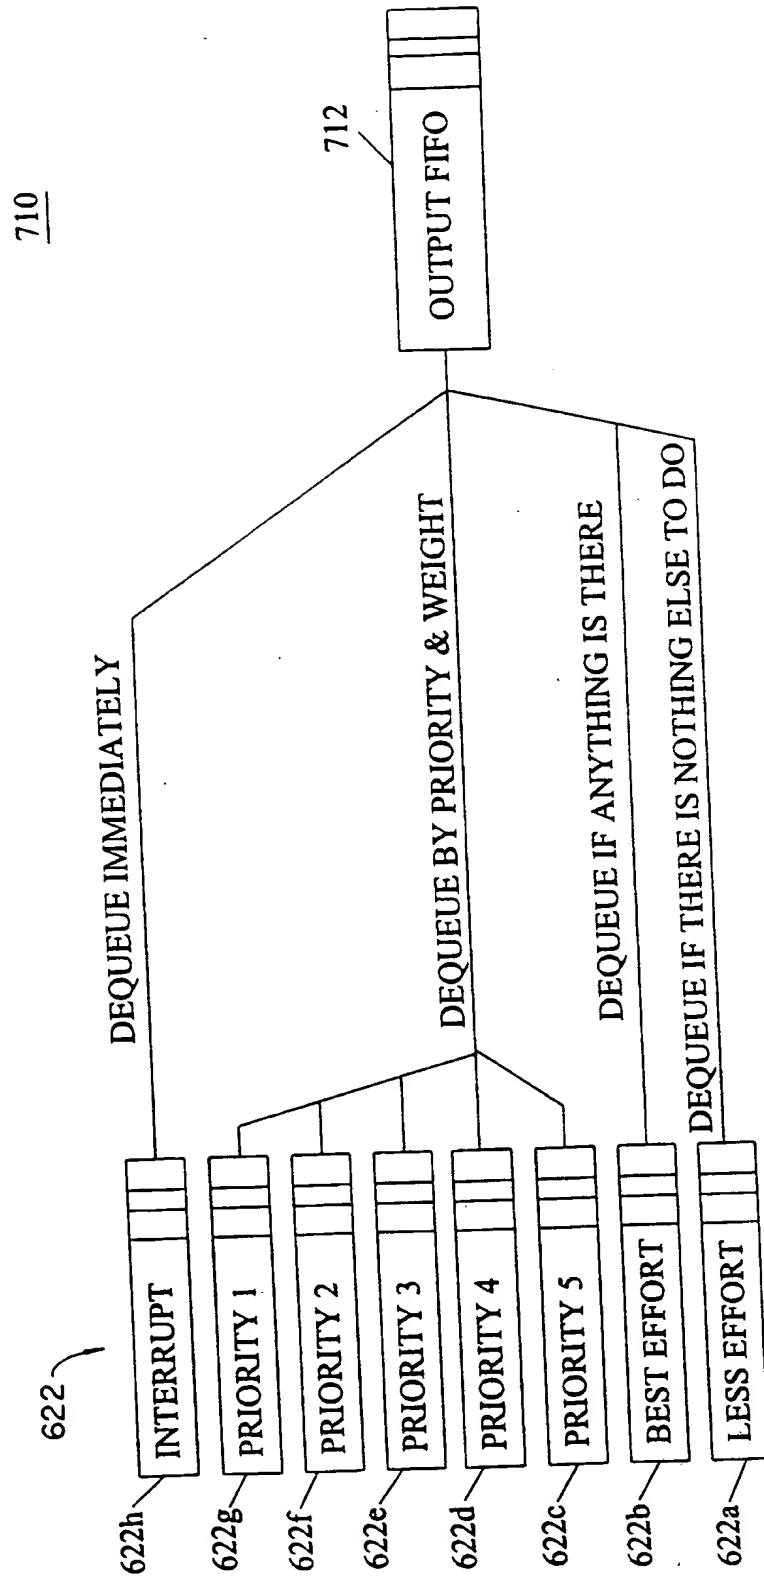 710
622
622h
INTERRUPT
DEQUEUE IMMEDIATELY
622g
PRIORITY 1
622f
PRIORITY 2
622e
PRIORITY 3
622d
PRIORITY 4
622c
PRIORITY 5
DEQUEUE BY PRIORITY & WEIGHT
622b
BEST EFFORT
DEQUEUE IF ANYTHING IS THERE
622a
LESS EFFORT
DEQUEUE IF THERE IS NOTHING ELSE TO DO
712
OUTPUT FIFO